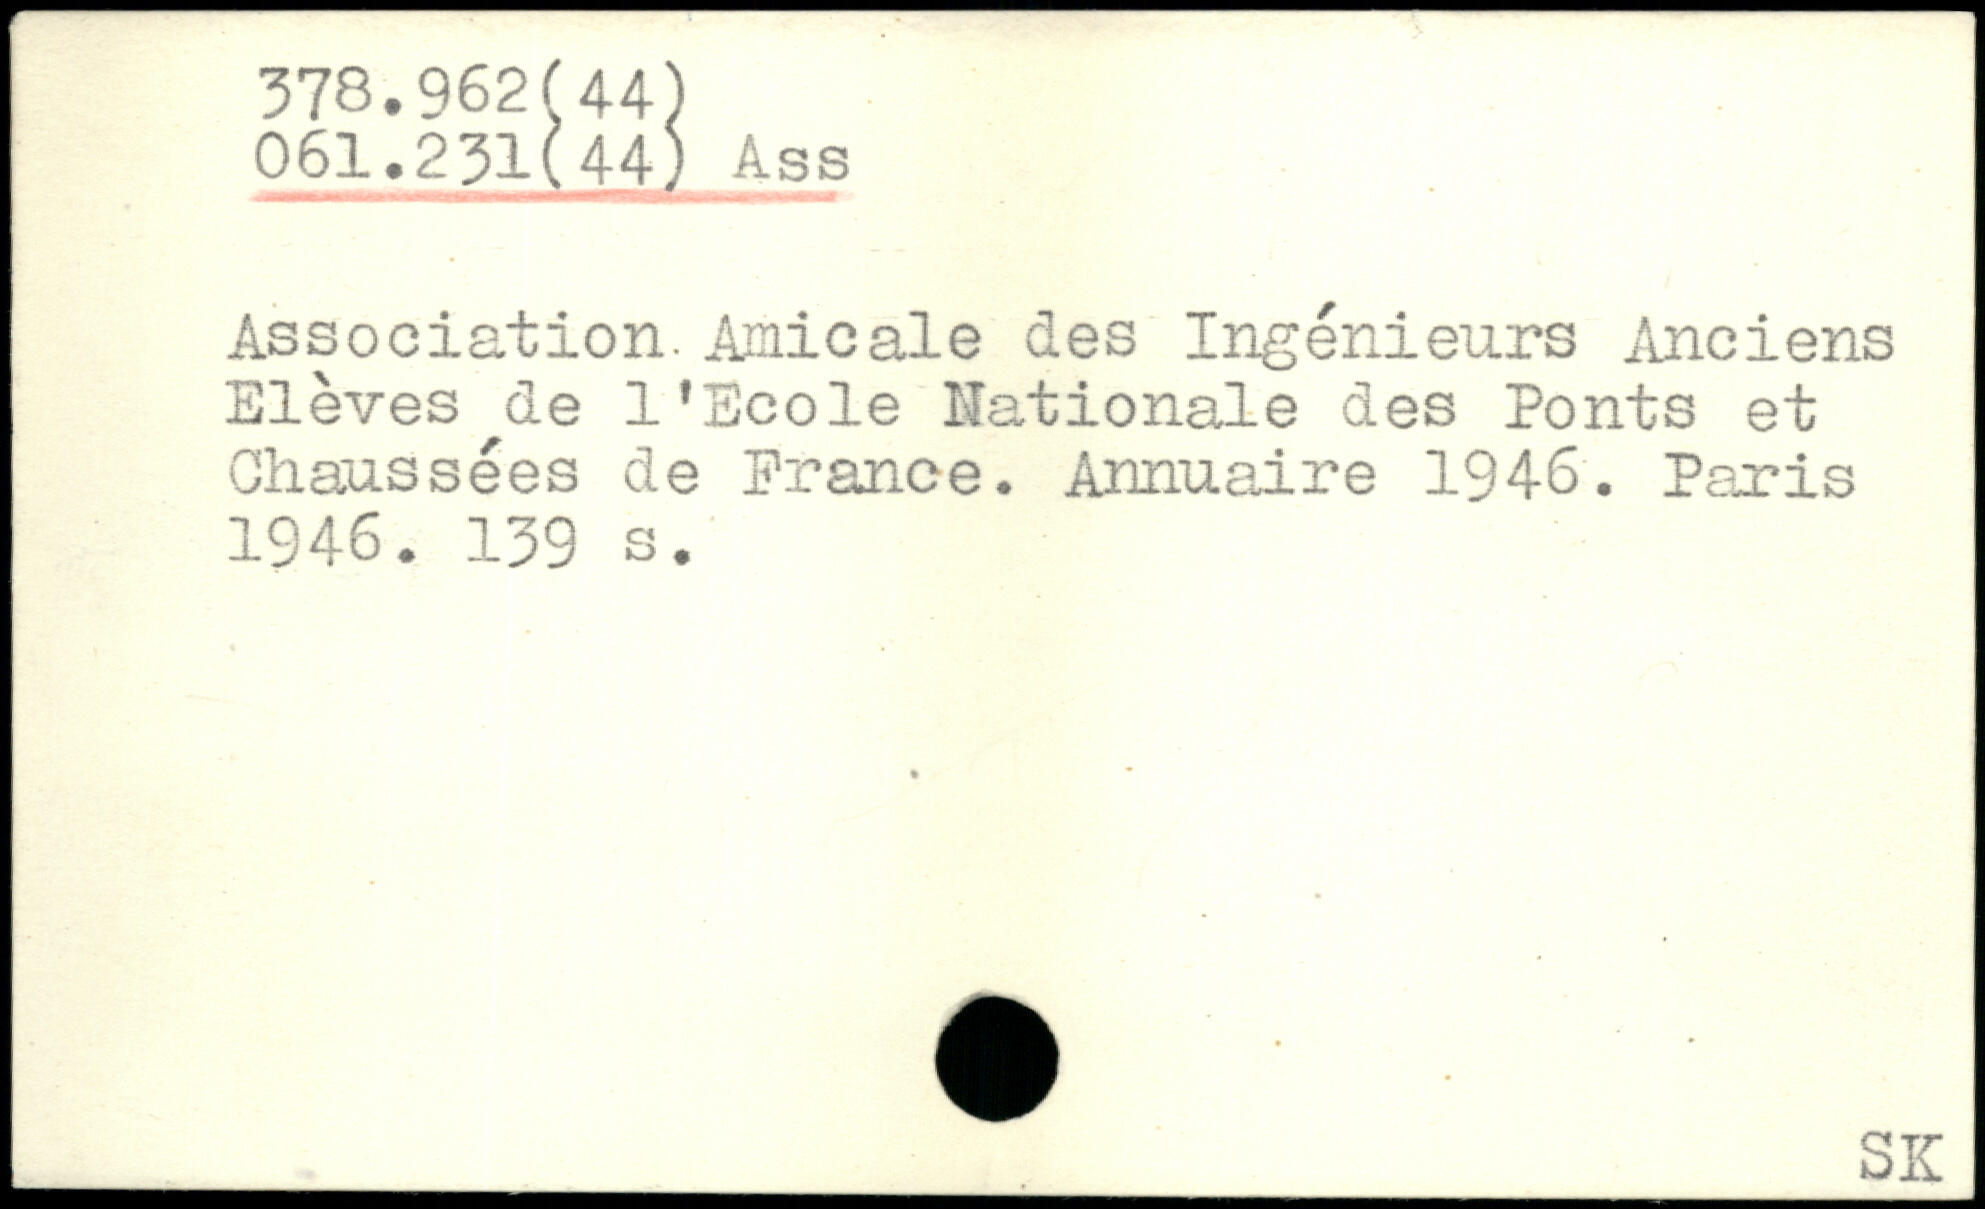 378.962(44)
061.231(44) Ass
Association Amicale des Ingénieurs Anciens
Elèves de l'Ecole Nationale des Ponts et
Chaussées de France. Annuaire 1946. Paris
1946. 139 s.
SK